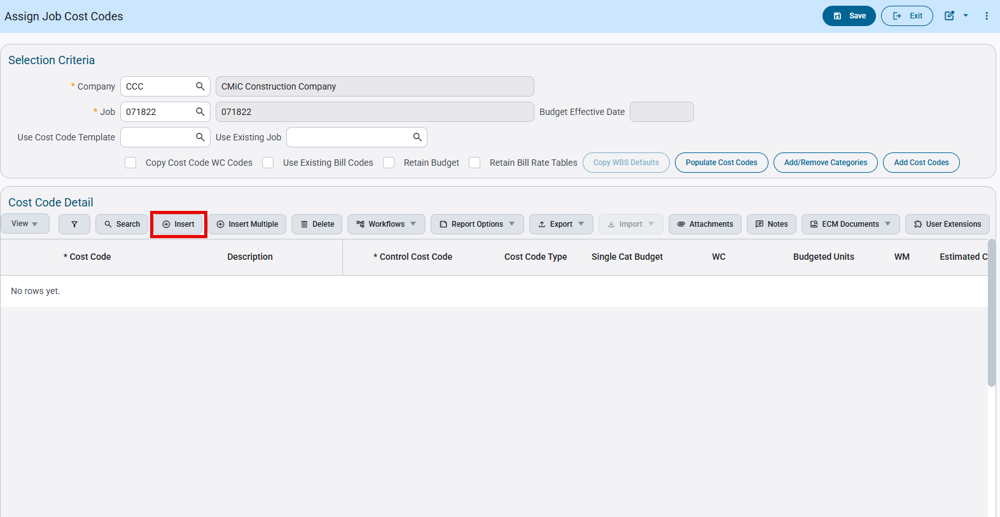 Assign Job Cost Codes
Save
Exit
Selection Criteria
* Company CCC CMiC Construction Company
* Job 071822 071822 Budget Effective Date
Use Cost Code Template Use Existing Job
Copy Cost Code WC Codes Use Existing Bill Codes Retain Budget Retain Bill Rate Tables Copy WBS Defaults Populate Cost Codes Add/Remove Categories Add Cost Codes
Cost Code Detail
View Search Insert Insert Multiple Delete Workflows Report Options Export Import Attachments Notes ECM Documents User Extensions
* Cost Code Description * Control Cost Code Cost Code Type Single Cat Budget WC Budgeted Units WM Estimated C
No rows yet.